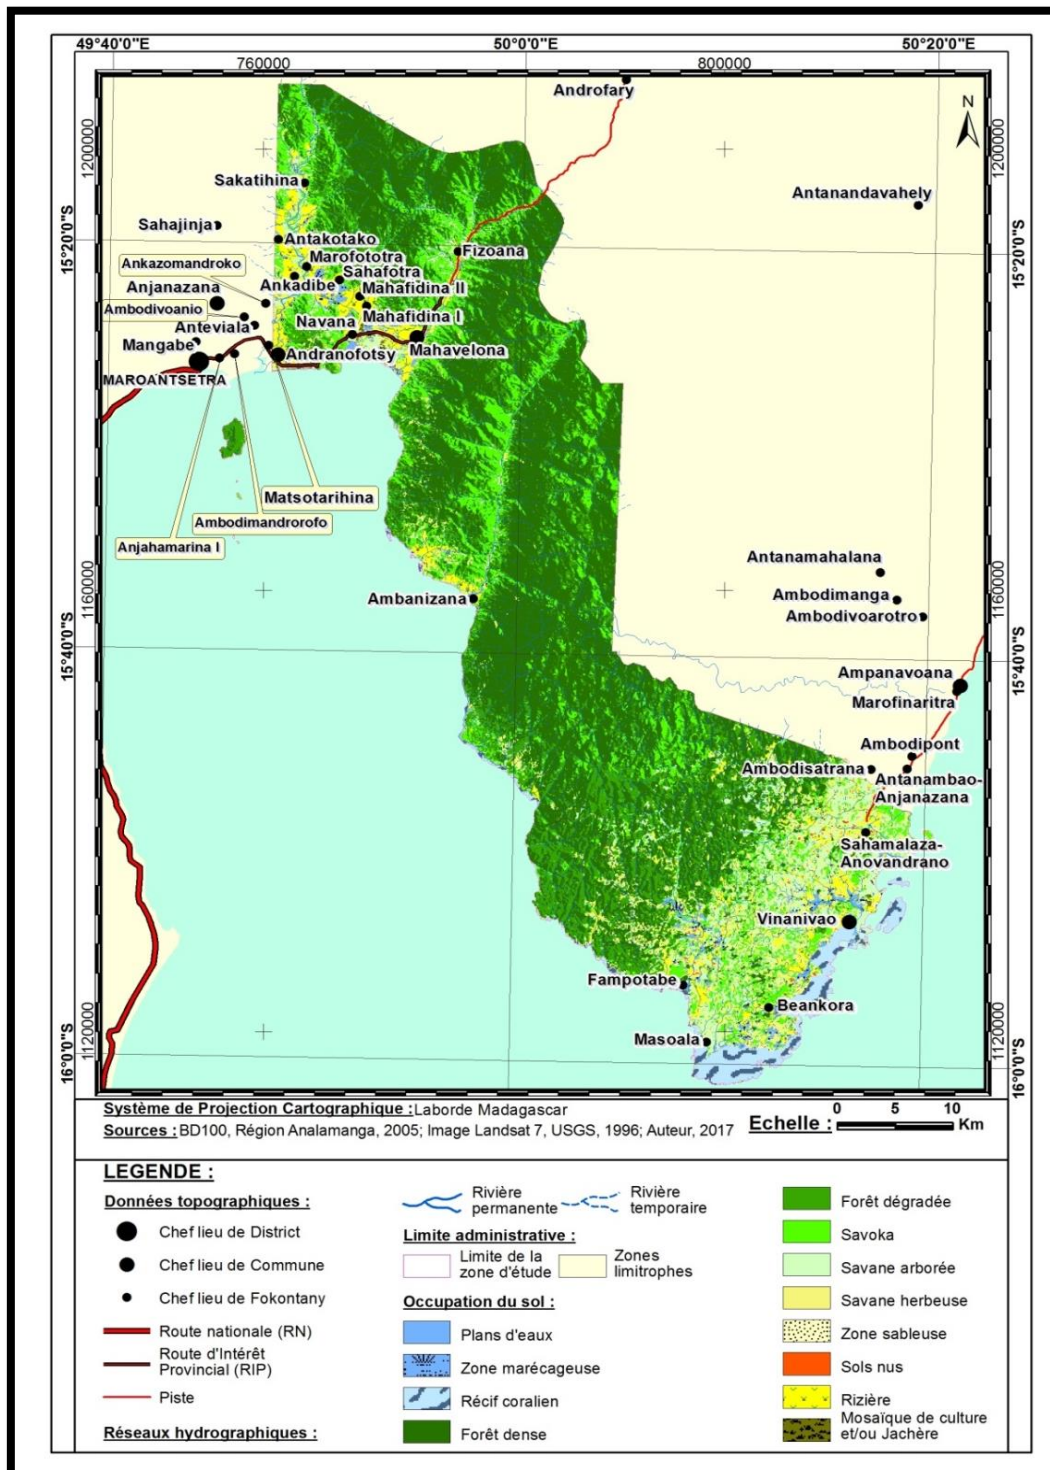 49°40'0"E 50°0'0"E 50°20'0"E
760000 800000
Androfary
N
1200000 1200000
Sakatihina
Antanandavahely
Sahajinja
15°20'0"S 15°20'0"S
Antakotako
Fizoana
Ankazomandroko
Marofototra
Sahafotra
Ankadibe
Mahafidina II
Anjanazana
Ambodivoanio
Mahafidina I
Navana
Anteviala
Mangabe
Mahavelona
Andranofotsy
MAROANTSETRA
Matsotarihina
Ambodimandrorofo
Anjahamarina I
Antanamahalana
1160000 1160000
Ambanizana
Ambodimanga
Ambodivoarotro
15°40'0"S 15°40'0"S
Ampanavoana
Marofinaritra
Ambodipont
Ambodisatrana
Antanambao-
Anjanazana
Sahamalaza-
Anovandrano
Vinanivao
Fampotabe
Beankora
Masoala
1120000 1120000
16°0'0"S 16°0'0"S
Système de Projection Cartographique : Laborde Madagascar
Sources : BD100, Région Analamanga, 2005; Image Landsat 7, USGS, 1996; Auteur, 2017
Echelle : 0 5 10 Km
LEGENDE :
Données topographiques :
Chef lieu de District
Chef lieu de Commune
Chef lieu de Fokontany
Route nationale (RN)
Route d'Intérêt
Provincial (RIP)
Piste
Réseaux hydrographiques :
Rivière
permanente
Rivière
temporaire
Limite administrative :
Limite de la
zone d'étude
Zones
limitrophes
Occupation du sol :
Plans d'eaux
Zone marécageuse
Récif coralien
Forêt dense
Forêt dégradée
Savoka
Savane arborée
Savane herbeuse
Zone sableuse
Sols nus
Rizière
Mosaïque de culture
et/ou Jachère